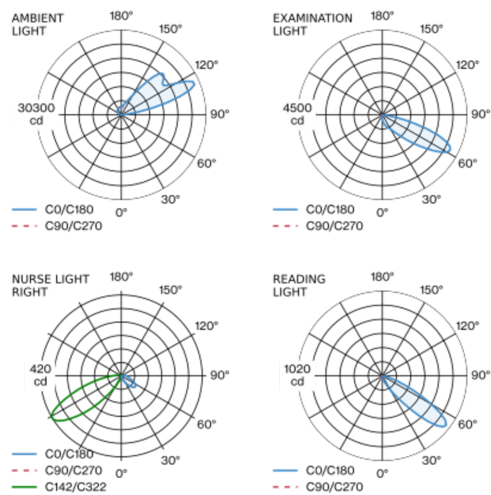 AMBIENT
LIGHT
180°
150°
120°
90°
60°
30°
0°
30300
cd
C0/C180
C90/C270
EXAMINATION
LIGHT
180°
150°
120°
90°
60°
30°
0°
4500
cd
C0/C180
C90/C270
NURSE LIGHT
RIGHT
180°
150°
120°
90°
60°
30°
0°
420
cd
C0/C180
C90/C270
C142/C322
READING
LIGHT
180°
150°
120°
90°
60°
30°
0°
1020
cd
C0/C180
C90/C270